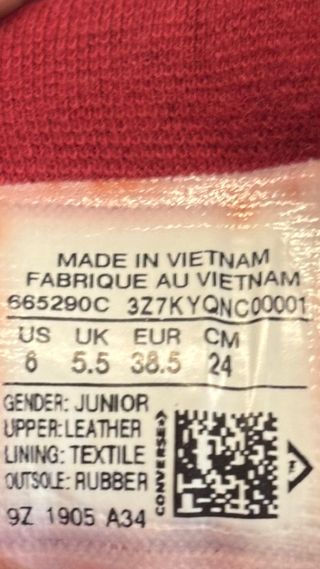 MADE IN VIETNAM
FABRIQUE AU VIETNAM
665290C 3Z7KYQNC00001
US UK EUR CM
6 5.5 38.5 24
GENDER: JUNIOR
UPPER: LEATHER
LINING: TEXTILE
OUTSOLE: RUBBER
CONVERSE
9Z 1905 A34